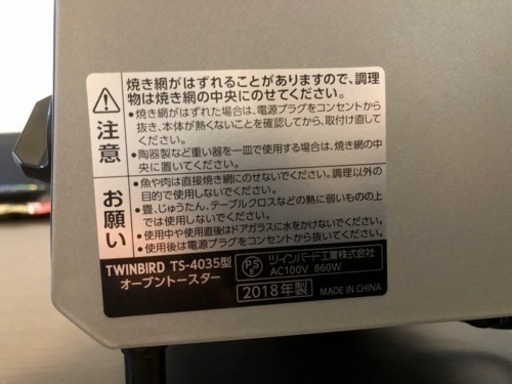 注意
焼き網がはずれることがありますので、調理
物は焼き網の中央にのせてください。
●焼き網がはずれた場合は、電源プラグをコンセントから
抜き、本体が熱くないことを確認してから、取付け直して
ください。
●陶器製など重い器を一皿で使用する場合は、焼き網の中
央に置いてください。
お願い
●魚や肉は直接焼き網にのせないでください。調理以外の
目的で使用しないでください。
●畳、じゅうたん、テーブルクロスなどの熱に弱いものの上
では使用しないでください。
●使用中や使用直後はドアガラスに水をかけないでください。
●使用後は電源プラグをコンセントから抜いてください。
TWINBIRD TS-4035型
オーブントースター
PSE
ツインバード工業株式会社
AC100V 860W
2018年製
MADE IN CHINA